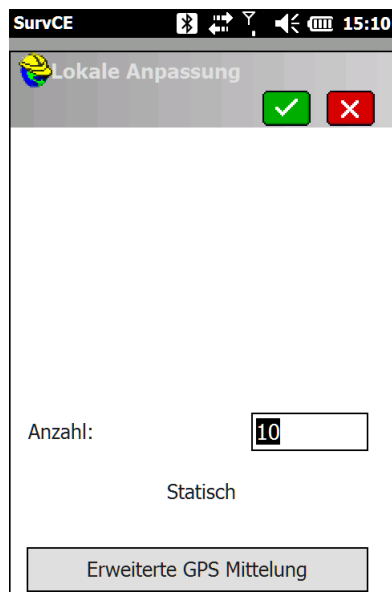 SurvCE 15:10
Lokale Anpassung
Anzahl: 10
Statisch
Erweiterte GPS Mittelung